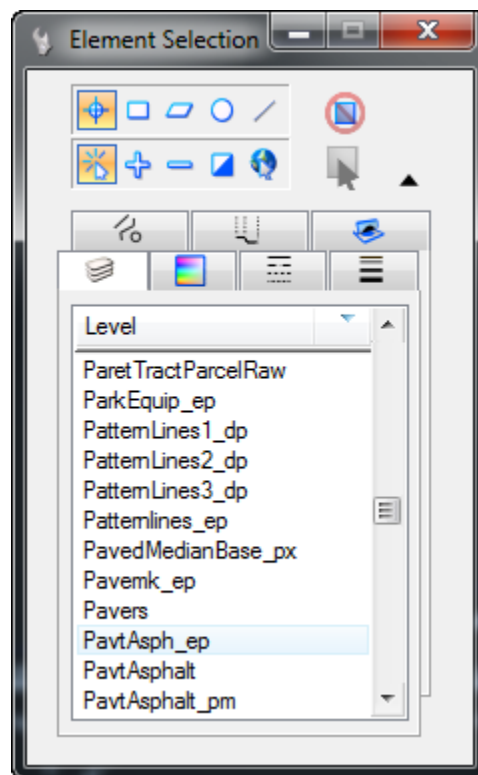 Element Selection
Level
ParetTractParcelRaw
ParkEquip_ep
PatternLines1_dp
PatternLines2_dp
PatternLines3_dp
Patternlines_ep
PavedMedianBase_px
Pavemk_ep
Pavers
PavtAsph_ep
PavtAsphalt
PavtAsphalt_pm